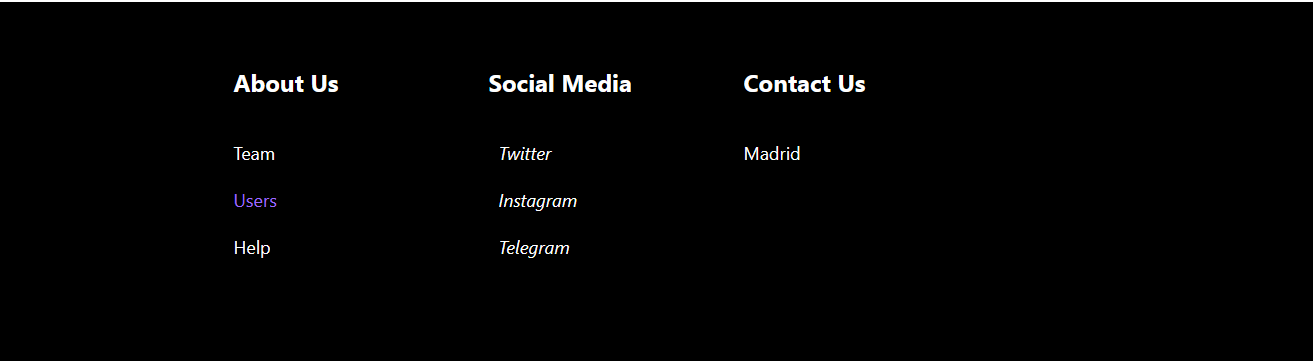 About Us
Team
Users
Help
Social Media
Twitter
Instagram
Telegram
Contact Us
Madrid